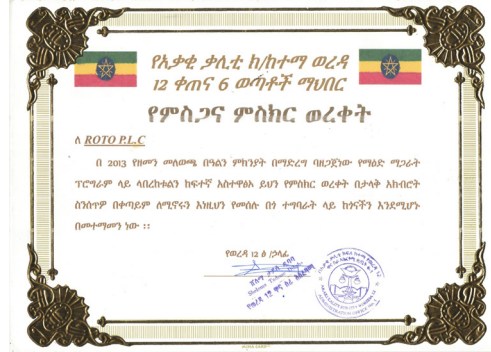 የአቃቂ ቃሊቲ ክ/ከተማ ወረዳ
12 ቀጠና 6 ወጣቶች ማህበር
የምስጋና ምስክር ወረቀት
ለ ROTO P.L.C
በ 2013 የዘመን መለወጫ በዓልን ምክንያት በማድረግ ባዘጋጀነው የማዕድ ማጋራት
ፕሮግራም ላይ ላበረከቱልን ከፍተኛ አስተዋፅኦ ይህን የምስክር ወረቀት በታላቅ አክብሮት
ስንሰጥዎ በቀጣይም ለሚኖሩን እነዚህን የመሰሉ በጎ ተግባራት ላይ ከጎናችን እንደሚሆኑ
በመተማመን ነው ፡፡
የወረዳ 12 ፅ /ኃላፊ